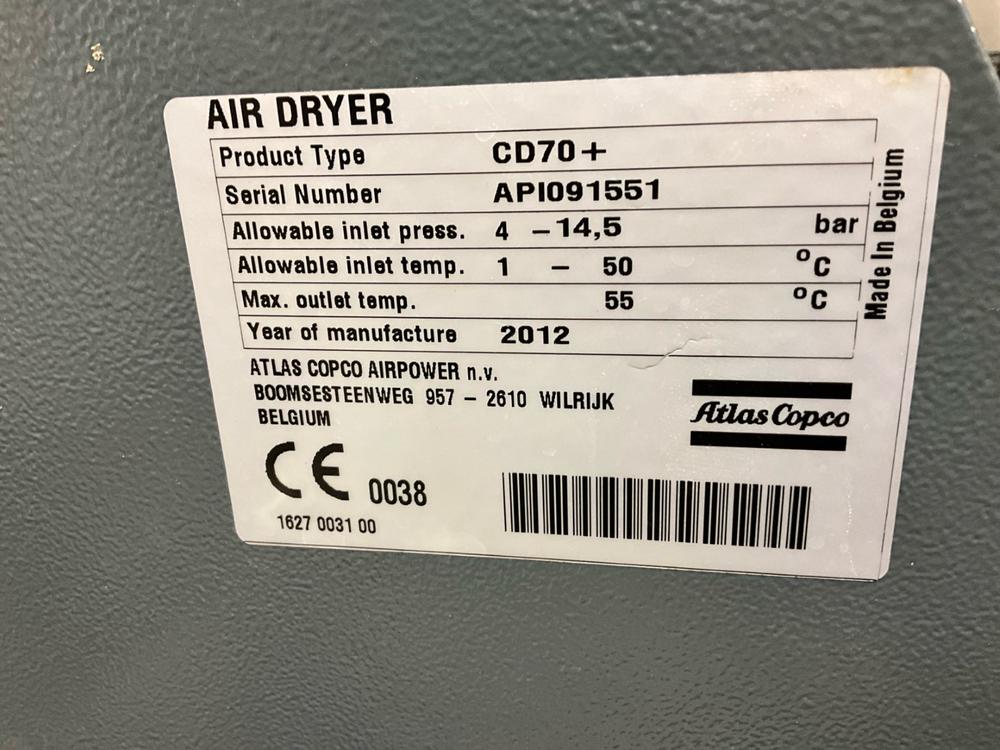 AIR DRYER
Product Type CD70+
Serial Number API091551
Allowable inlet press. 4 –14,5 bar
Allowable inlet temp. 1 – 50 °C
Max. outlet temp. 55 °C
Year of manufacture 2012
Made In Belgium
ATLAS COPCO AIRPOWER n.v.
BOOMSESTEENWEG 957 – 2610 WILRIJK
BELGIUM
Atlas Copco
CE 0038
1627 0031 00